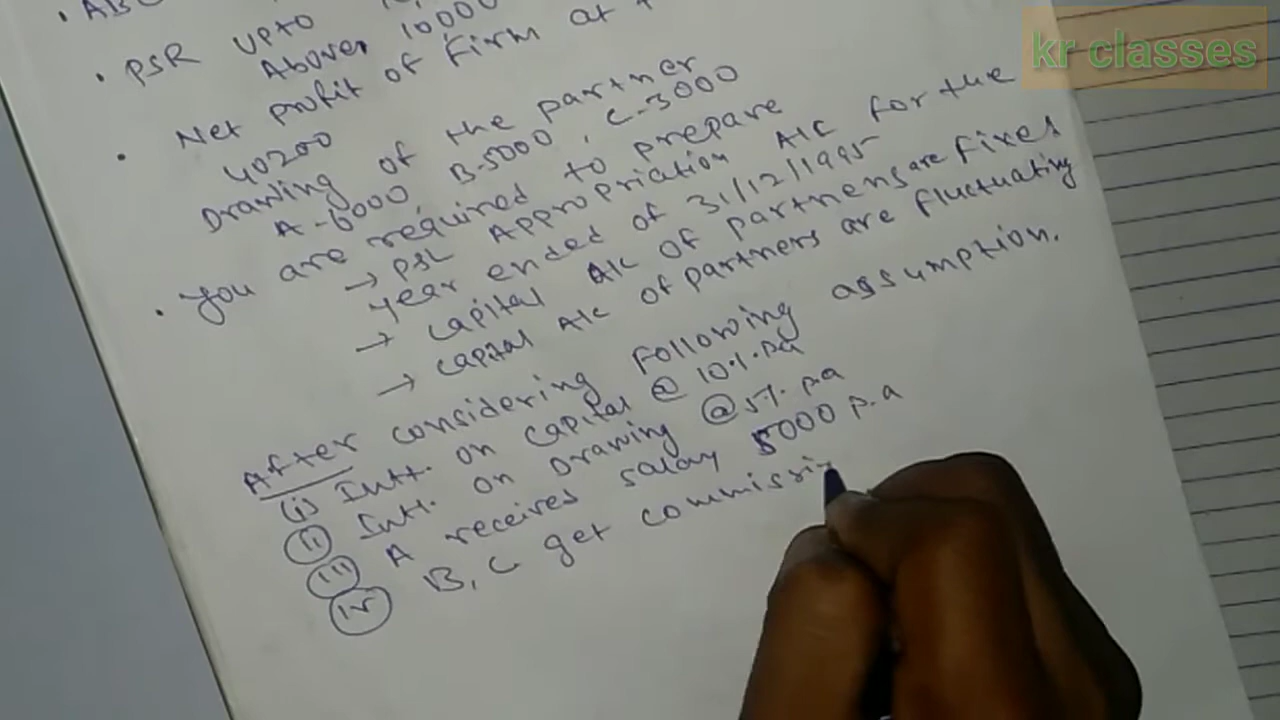 kr classes
PSR upto
Above 10000
Net profit of Firm at
40200
Drawing of the partner
A-6000 B-5000, C-3000
You are required to prepare
→ P&L Appropriation A/C for the
year ended of 31/12/1995
→ Capital A/c of partners are fixed
→ Capital A/c of partners are fluctuating
After considering Following assumption.
(i) Intt. on Capital @ 10%.pa
(ii) Intt. on Drawing @5%. p.a
(iii) A receives salary 5000 p.a
(iv) B, C get commissi